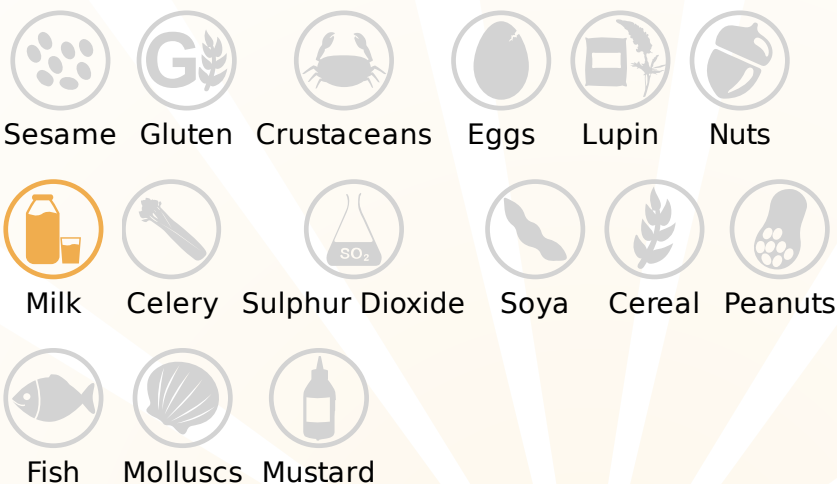 G
Sesame Gluten Crustaceans Eggs Lupin Nuts
SO₂
Milk Celery Sulphur Dioxide Soya Cereal Peanuts
Fish Molluscs Mustard